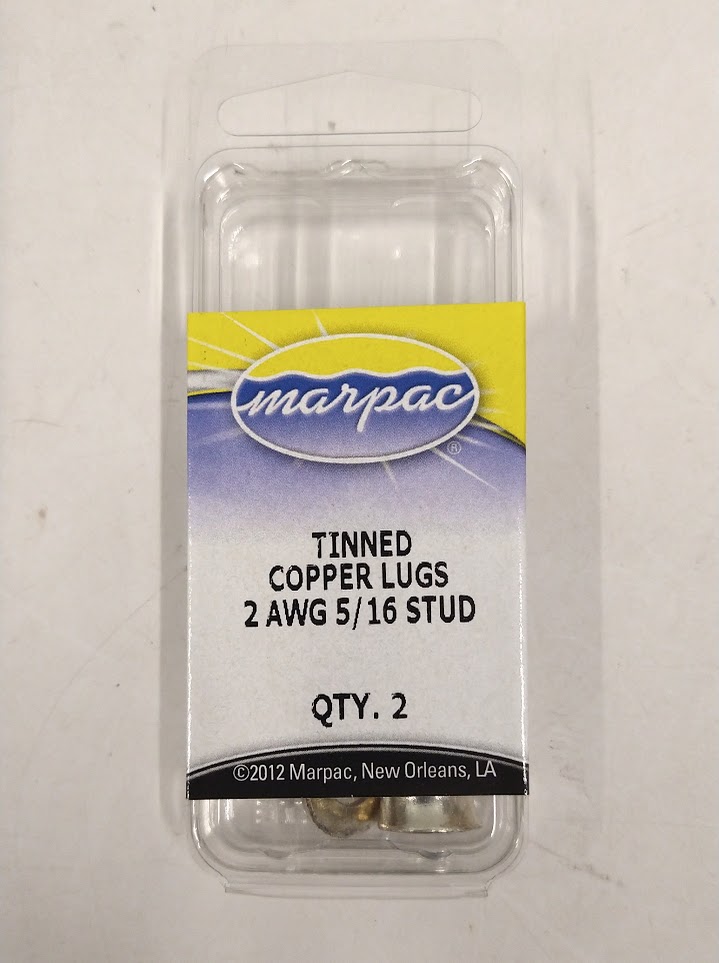 marpac
®
TINNED
COPPER LUGS
2 AWG 5/16 STUD
QTY. 2
©2012 Marpac, New Orleans, LA